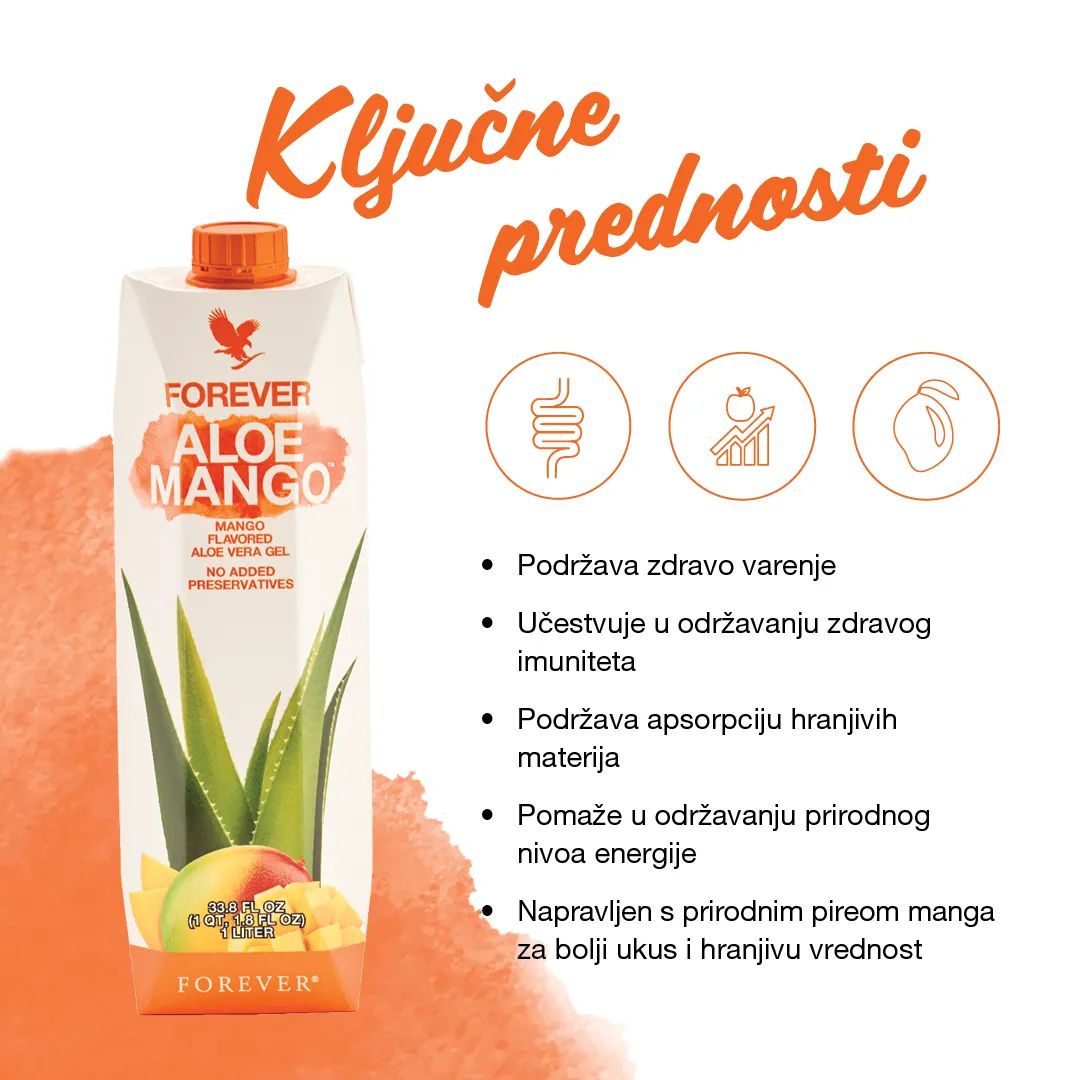 Ključne
prednosti
FOREVER
ALOE
MANGO™
MANGO
FLAVORED
ALOE VERA GEL
NO ADDED
PRESERVATIVES
33.8 FL OZ
(1 QT, 1.8 FL OZ)
1 LITER
FOREVER®
• Podržava zdravo varenje
• Učestvuje u održavanju zdravog
imuniteta
• Podržava apsorpciju hranjivih
materija
• Pomaže u održavanju prirodnog
nivoa energije
• Napravljen s prirodnim pireom manga
za bolji ukus i hranjivu vrednost